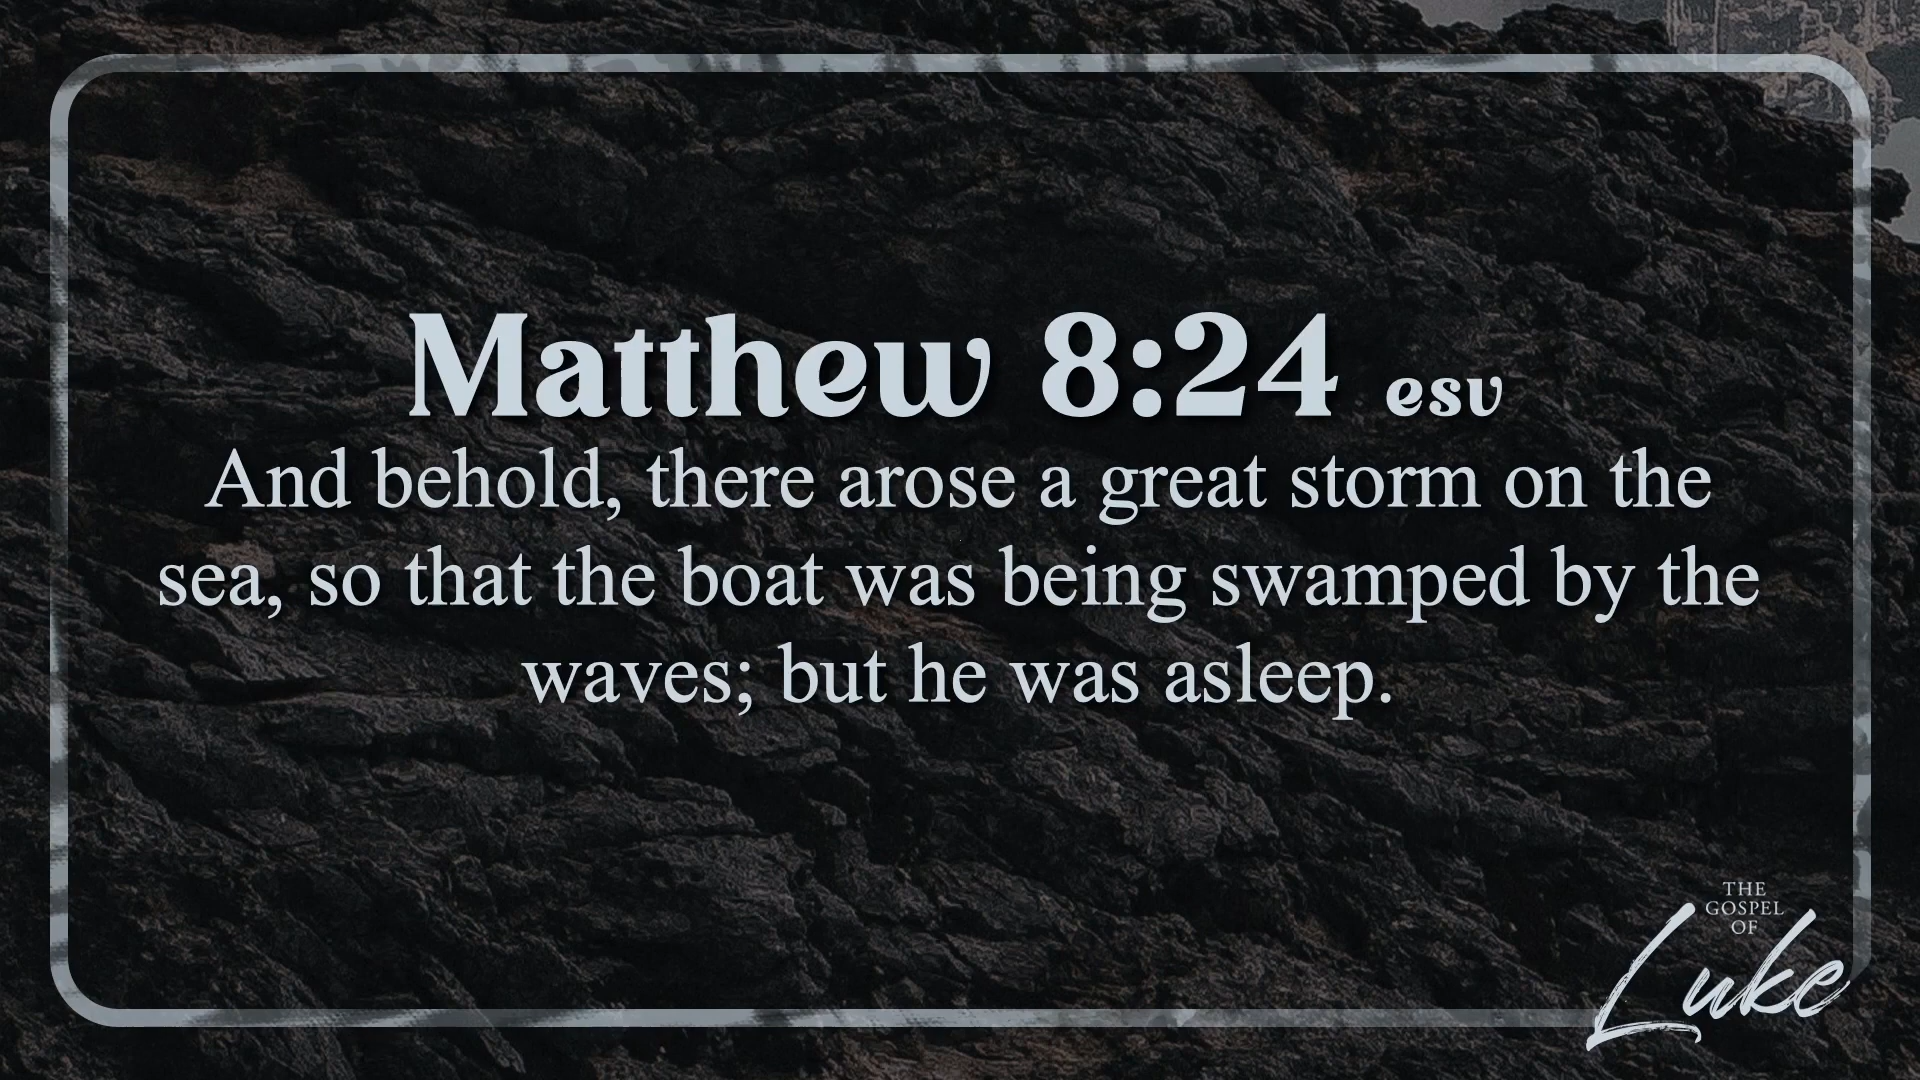 Matthew 8:24 esv
And behold, there arose a great storm on the
sea, so that the boat was being swamped by the
waves; but he was asleep.
THE
GOSPEL
OF
Luke